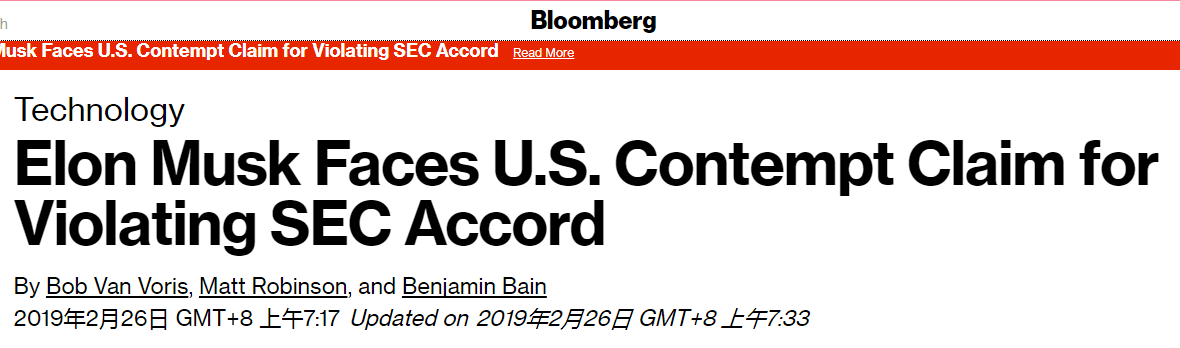 h
Bloomberg
Musk Faces U.S. Contempt Claim for Violating SEC Accord Read More
Technology
Elon Musk Faces U.S. Contempt Claim for
Violating SEC Accord
By Bob Van Voris, Matt Robinson, and Benjamin Bain
2019年2月26日 GMT+8 上午7:17 Updated on 2019年2月26日 GMT+8 上午7:33